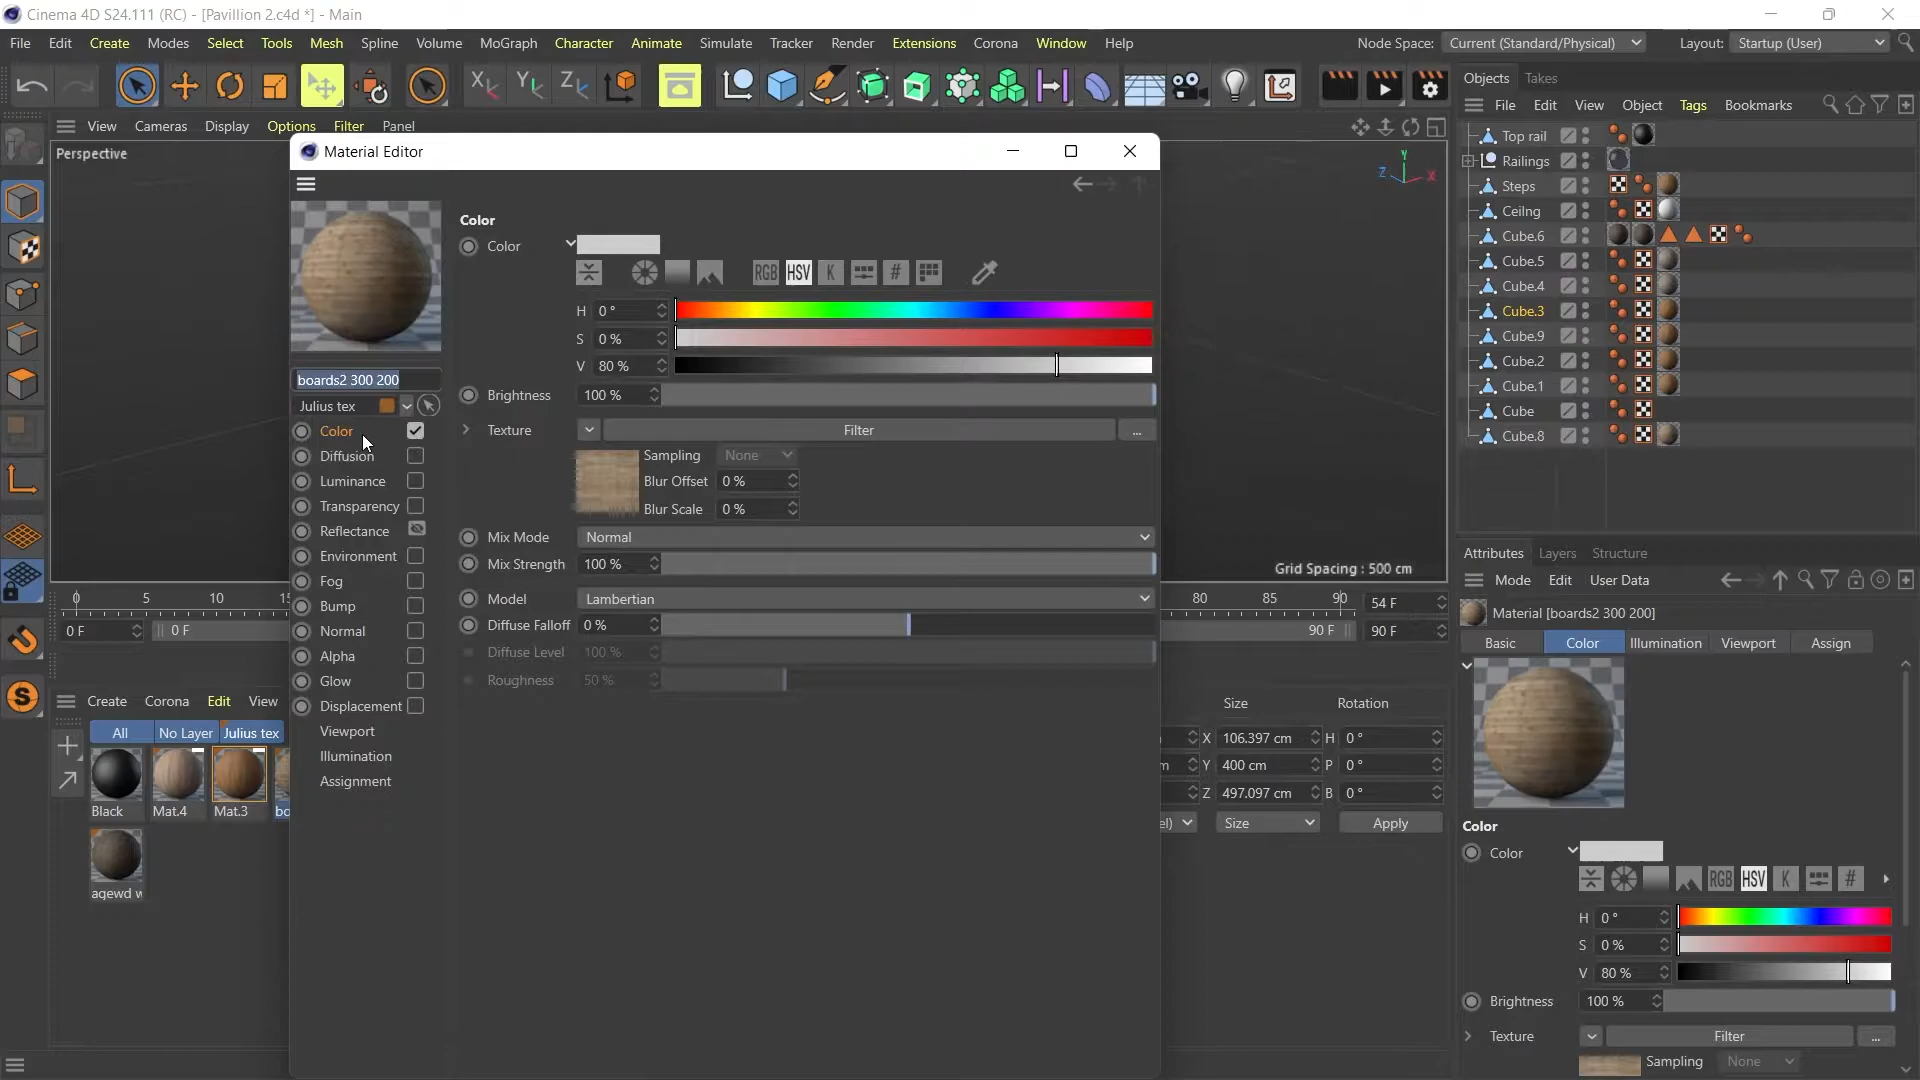 Cinema 4D S24.111 (RC) - [Pavillion 2.c4d *] - Main
File Edit Create Modes Select Tools Mesh Spline Volume MoGraph Character Animate Simulate Tracker Render Extensions Corona Window Help Node Space: Current (Standard/Physical) Layout: Startup (User)
Objects Takes
File Edit View Object Tags Bookmarks
View Cameras Display Options Filter Panel
Perspective
Material Editor
Color
Color
RGB HSV K #
H 0 °
S 0 %
V 80 %
Brightness 100 %
Texture Filter ...
Sampling None
Blur Offset 0 %
Blur Scale 0 %
Mix Mode Normal
Mix Strength 100 %
Model Lambertian
Diffuse Falloff 0 %
Diffuse Level 100 %
Roughness 50 %
boards2 300 200
Julius tex
Color
Diffusion
Luminance
Transparency
Reflectance
Environment
Fog
Bump
Normal
Alpha
Glow
Displacement
Viewport
Illumination
Assignment
Y
Z X
Grid Spacing : 500 cm
0 5 10 80 85 90 54 F
0 F 0 F 90 F 90 F
Create Corona Edit View
All No Layer Julius tex
Black Mat.4 Mat.3
agewd w
Size Rotation
X 106.397 cm H 0 °
Y 400 cm P 0 °
Z 497.097 cm B 0 °
Size Apply
Top rail
Railings
Steps
Ceilng
Cube.6
Cube.5
Cube.4
Cube.3
Cube.9
Cube.2
Cube.1
Cube
Cube.8
Attributes Layers Structure
Mode Edit User Data
Material [boards2 300 200]
Basic Color Illumination Viewport Assign
Color
Color
RGB HSV K #
H 0 °
S 0 %
V 80 %
Brightness 100 %
Texture Filter ...
Sampling None